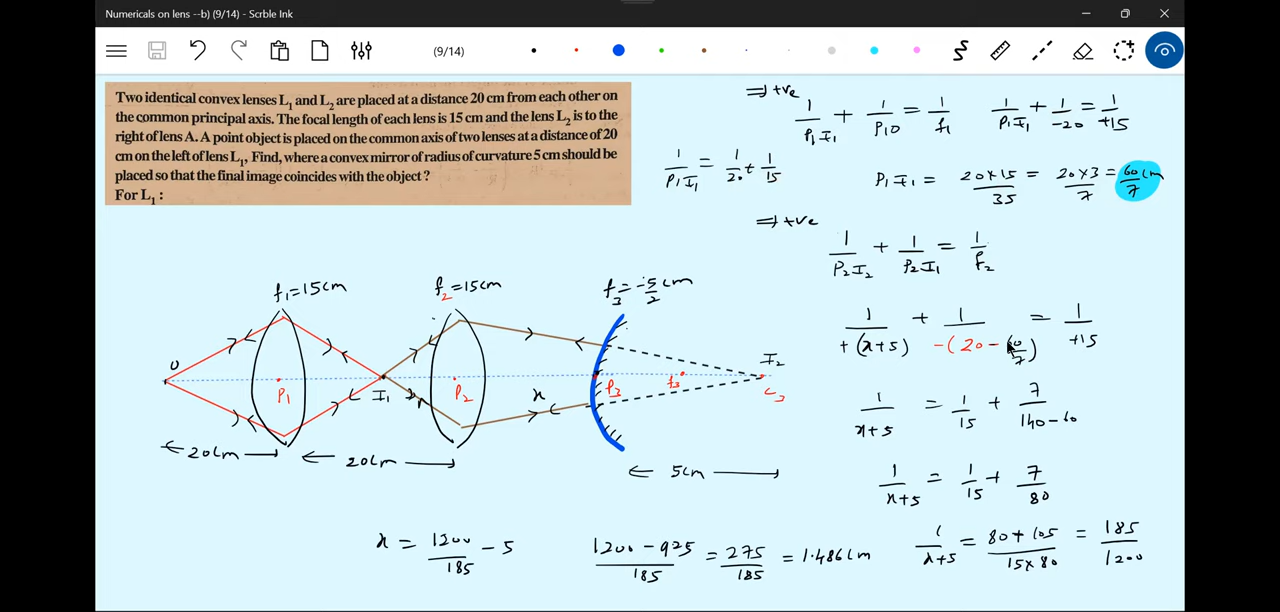 Numericals on lens --b) (9/14) - Scrble Ink
(9/14)
Two identical convex lenses L₁ and L₂ are placed at a distance 20 cm from each other on
the common principal axis. The focal length of each lens is 15 cm and the lens L₂ is to the
right of lens A. A point object is placed on the common axis of two lenses at a distance of 20
cm on the left of lens L₁, Find, where a convex mirror of radius of curvature 5 cm should be
placed so that the final image coincides with the object ?
For L₁ :
⇒ +ve
1/P₁I₁ + 1/P₁O = 1/f₁
1/P₁I₁ + 1/-20 = 1/+15
1/P₁I₁ = 1/20 + 1/15
P₁I₁ = 20×15/35 = 20×3/7 = 60/7 cm
⇒ +ve
1/P₂I₂ + 1/P₂I₁ = 1/f₂
f₁=15cm
f₂=15cm
f₃=-5/2 cm
1/+(x+5) + 1/-(20-60/7) = 1/+15
O
P₁
I₁
P₂
x
P₃
f₃
I₂
C₃
1/x+5 = 1/15 + 7/140-60
20cm
20cm
5cm
1/x+5 = 1/15 + 7/80
x = 1200/185 - 5
1200-925/185 = 275/185 = 1.486cm
1/x+5 = 80+105/15×80 = 185/1200